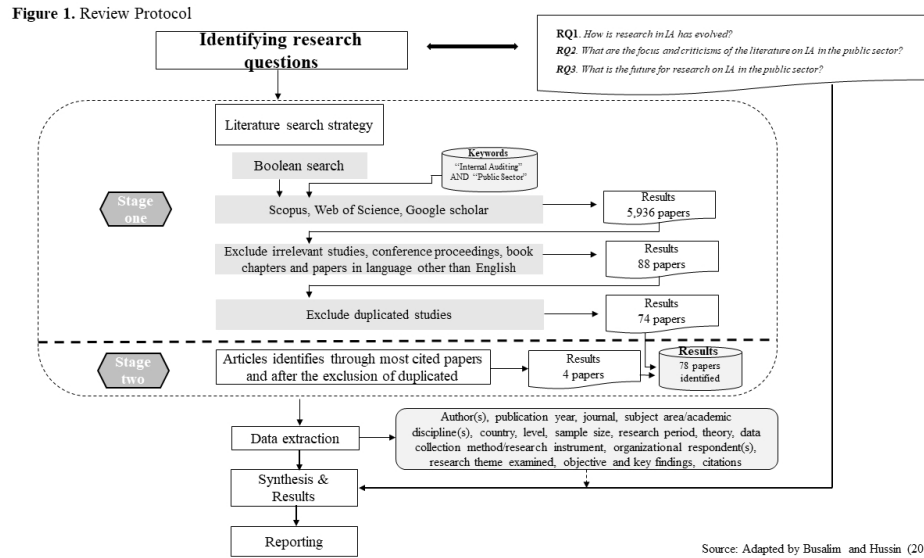 Figure 1. Review Protocol
Identifying research
questions
RQ1. How is research in IA has evolved?
RQ2. What are the focus and criticisms of the literature on IA in the public sector?
RQ3. What is the future for research on IA in the public sector?
Literature search strategy
Boolean search
Keywords
“Internal Auditing”
AND “Public Sector”
Stage
one
Scopus, Web of Science, Google scholar
Results
5,936 papers
Exclude irrelevant studies, conference proceedings, book
chapters and papers in language other than English
Results
88 papers
Exclude duplicated studies
Results
74 papers
Stage
two
Articles identifies through most cited papers
and after the exclusion of duplicated
Results
4 papers
Results
78 papers
identified
Data extraction
Author(s), publication year, journal, subject area/academic
discipline(s), country, level, sample size, research period, theory, data
collection method/research instrument, organizational respondent(s),
research theme examined, objective and key findings, citations
Synthesis &
Results
Reporting
Source: Adapted by Busalim and Hussin (20